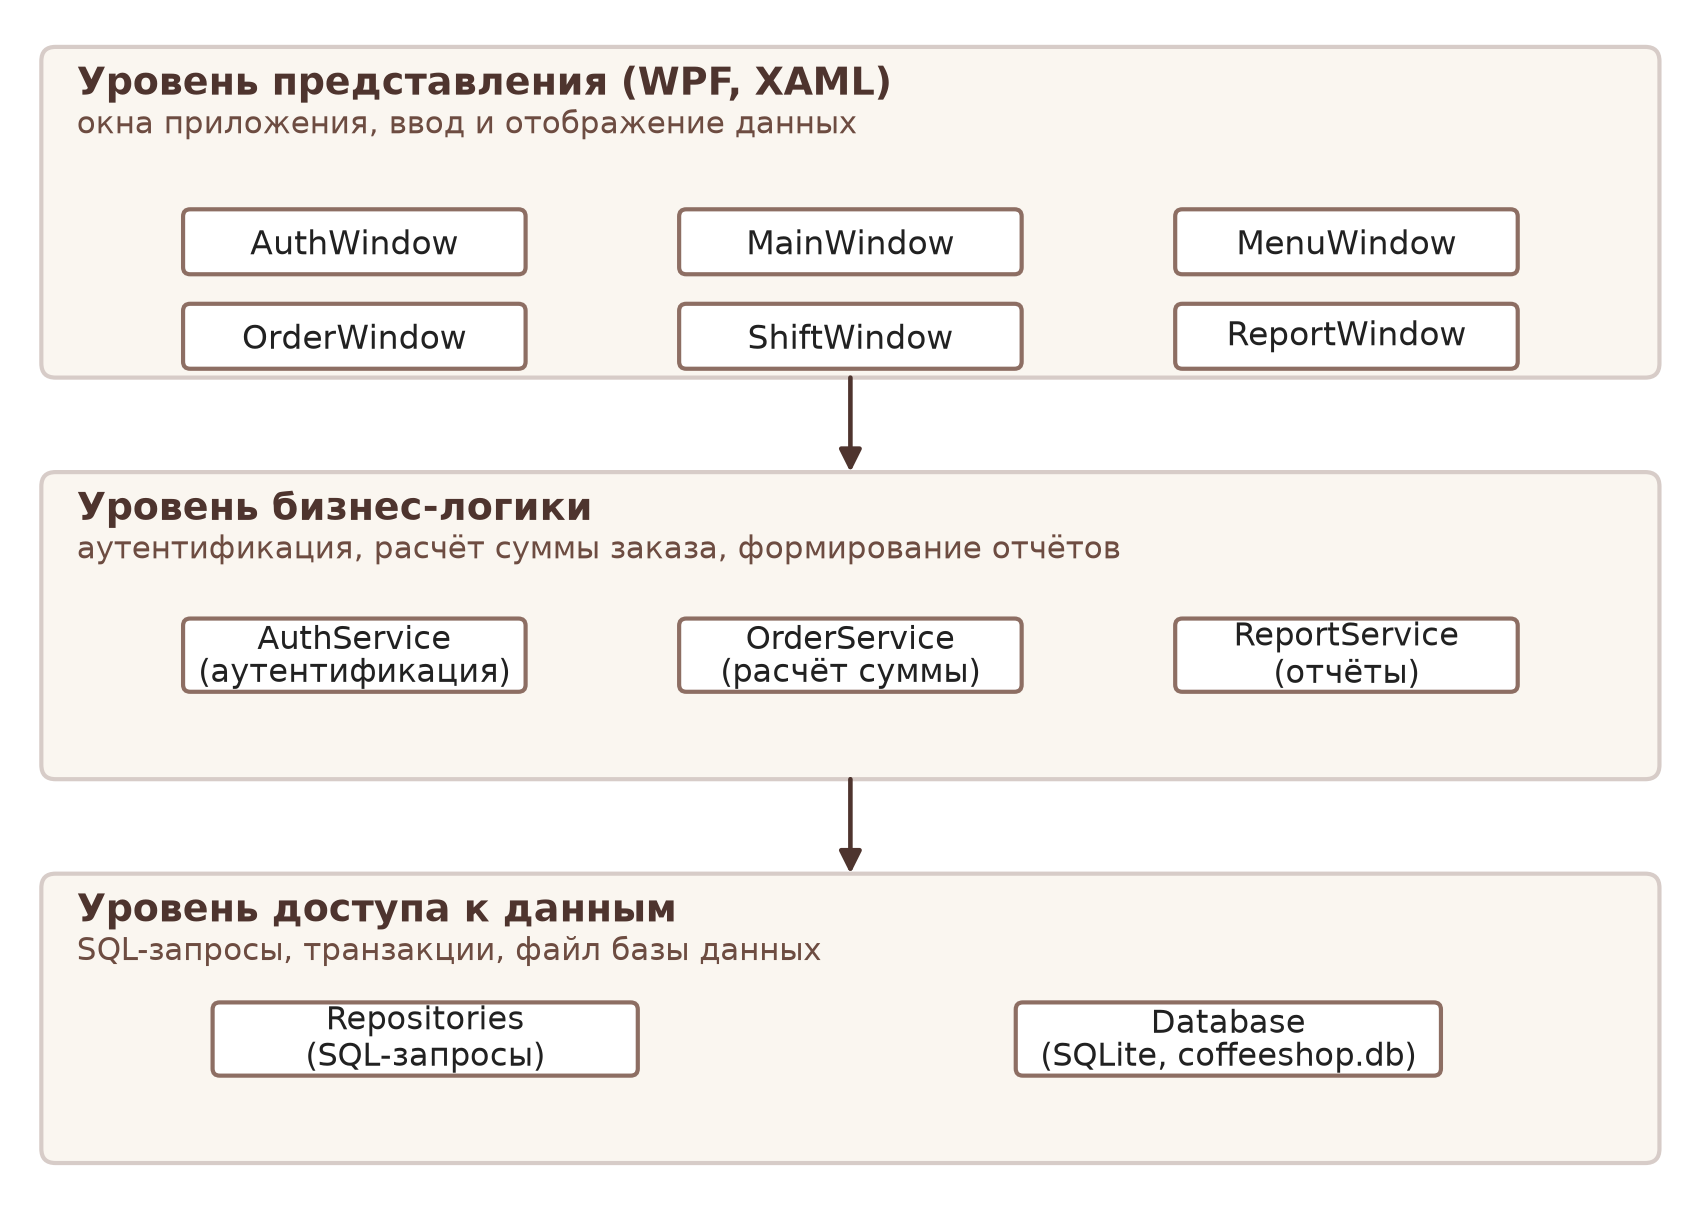 Уровень представления (WPF, XAML)
окна приложения, ввод и отображение данных
AuthWindow
MainWindow
MenuWindow
OrderWindow
ShiftWindow
ReportWindow
Уровень бизнес-логики
аутентификация, расчёт суммы заказа, формирование отчётов
AuthService
(аутентификация)
OrderService
(расчёт суммы)
ReportService
(отчёты)
Уровень доступа к данным
SQL-запросы, транзакции, файл базы данных
Repositories
(SQL-запросы)
Database
(SQLite, coffeeshop.db)